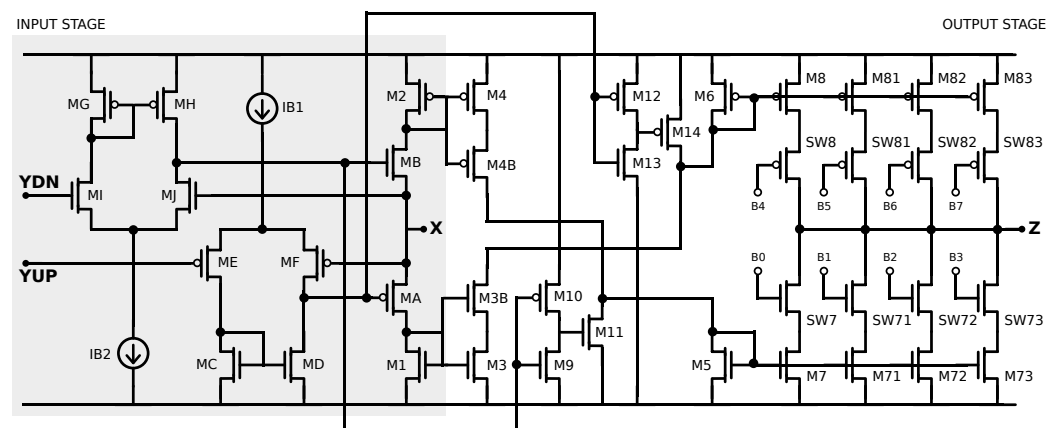 INPUT STAGE
OUTPUT STAGE
MG
MH
IB1
M2
M4
M12
M6
M8
M81
M82
M83
M14
MB
M4B
M13
SW8
SW81
SW82
SW83
YDN
MI
MJ
B4
B5
B6
B7
X
Z
YUP
ME
MF
B0
B1
B2
B3
MA
M3B
M10
M11
SW7
SW71
SW72
SW73
IB2
MC
MD
M1
M3
M9
M5
M7
M71
M72
M73